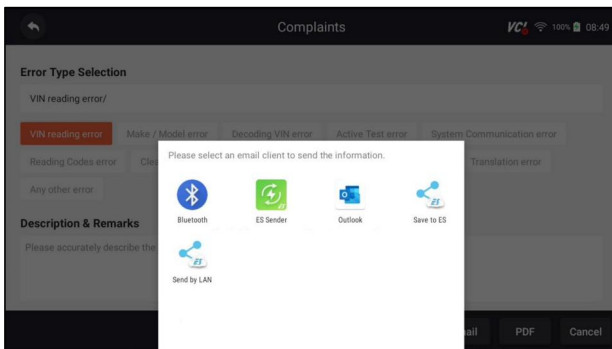 Complaints
VC! 100% 08:49
Error Type Selection
VIN reading error/
VIN reading error Make / Model error Decoding VIN error Active Test error System Communication error
Reading Codes error Translation error
Any other error
Please select an email client to send the information.
Bluetooth ES Sender Outlook Save to ES
Send by LAN
Description & Remarks
Please accurately describe the
PDF Cancel